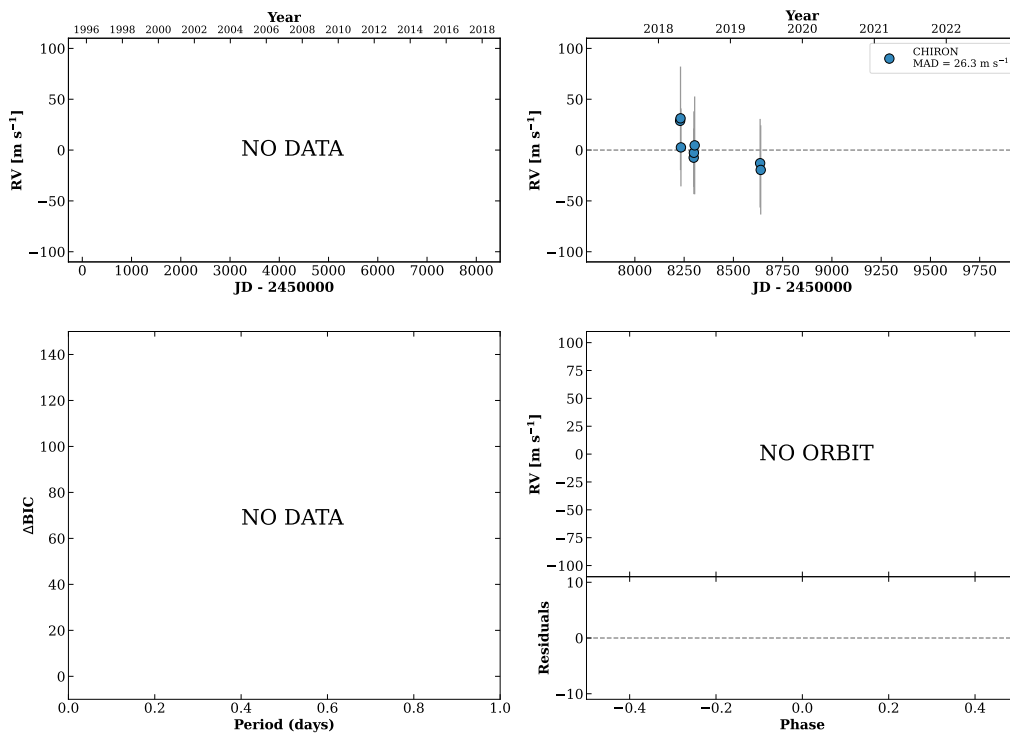 Year
1996 1998 2000 2002 2004 2006 2008 2010 2012 2014 2016 2018
100
50
0
−50
−100
RV [m s⁻¹]
NO DATA
0 1000 2000 3000 4000 5000 6000 7000 8000
JD - 2450000
Year
2018 2019 2020 2021 2022
100
50
0
−50
−100
RV [m s⁻¹]
CHIRON
MAD = 26.3 m s⁻¹
8000 8250 8500 8750 9000 9250 9500 9750
JD - 2450000
140
120
100
80
60
40
20
0
ΔBIC
NO DATA
0.0 0.2 0.4 0.6 0.8 1.0
Period (days)
100
75
50
25
0
−25
−50
−75
−100
RV [m s⁻¹]
NO ORBIT
10
0
−10
Residuals
−0.4 −0.2 0.0 0.2 0.4
Phase